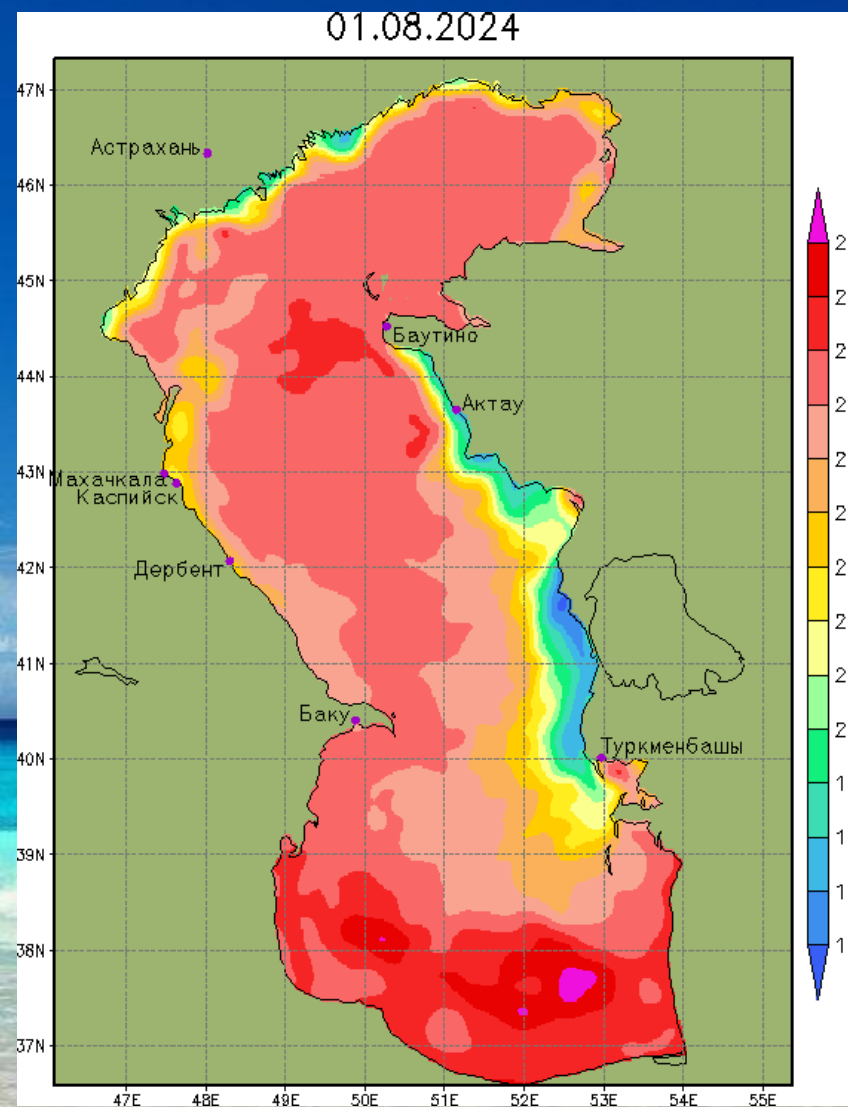 01.08.2024
47N
Астрахань
46N
45N
Баутино
44N
Актау
43N
Махачкала
Каспийск
42N
Дербент
41N
Баку
Туркменбашы
40N
39N
38N
37N
47E 48E 49E 50E 51E 52E 53E 54E 55E
2
2
2
2
2
2
2
2
2
2
1
1
1
1